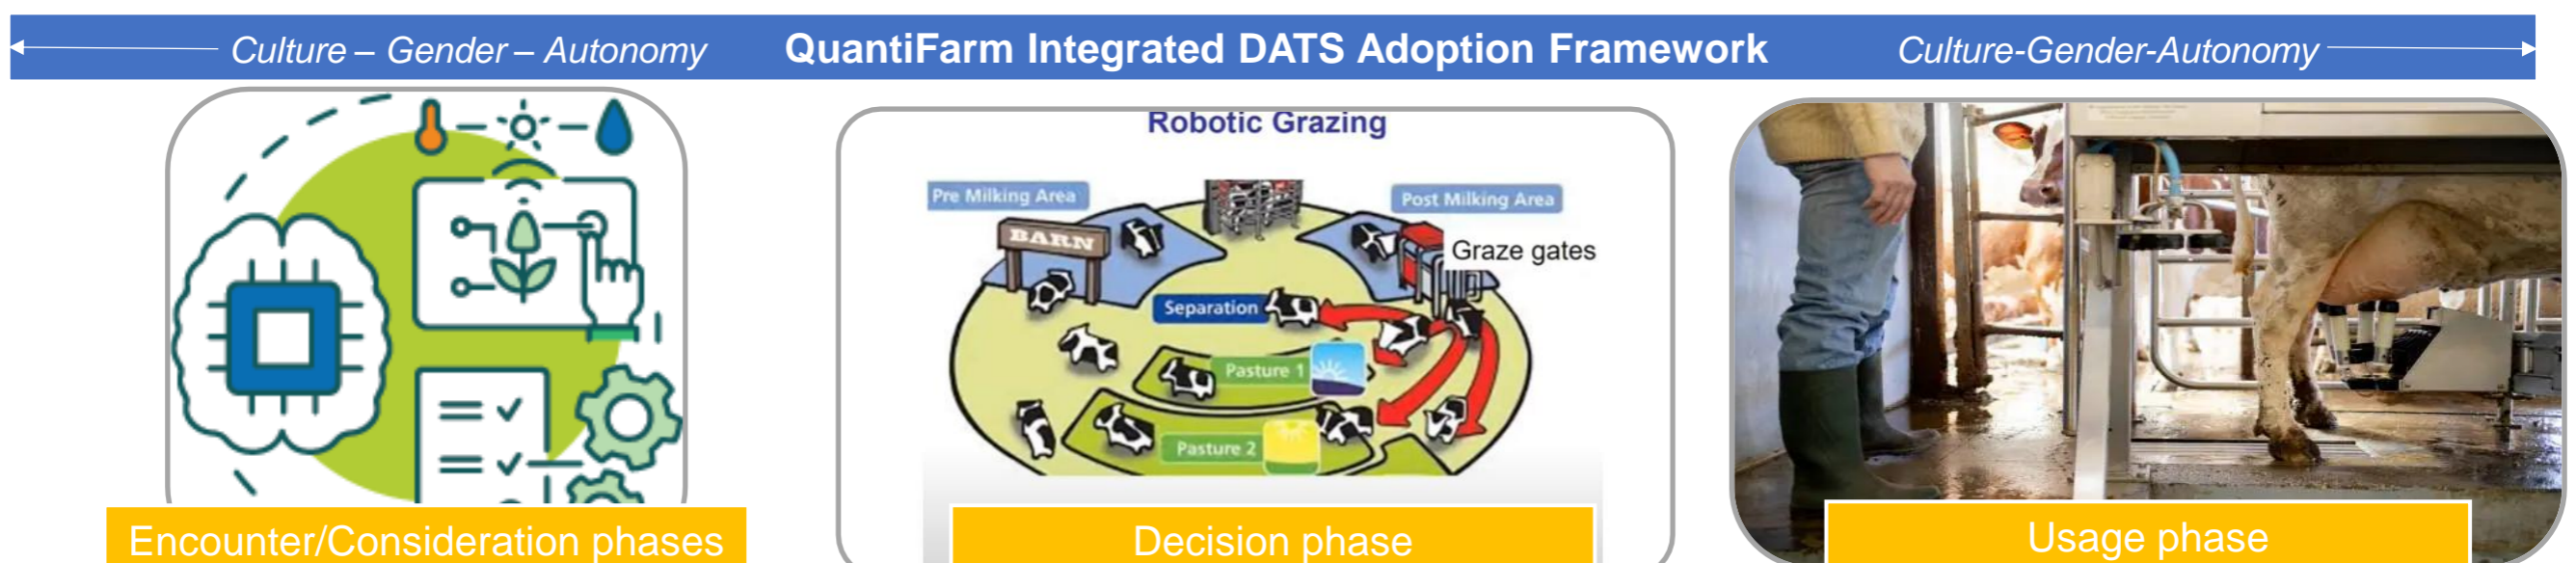 Culture – Gender – Autonomy
QuantiFarm Integrated DATS Adoption Framework
Culture-Gender-Autonomy
Robotic Grazing
Pre Milking Area
Post Milking Area
BARN
Graze gates
Separation
Pasture 1
Pasture 2
Encounter/Consideration phases
Decision phase
Usage phase